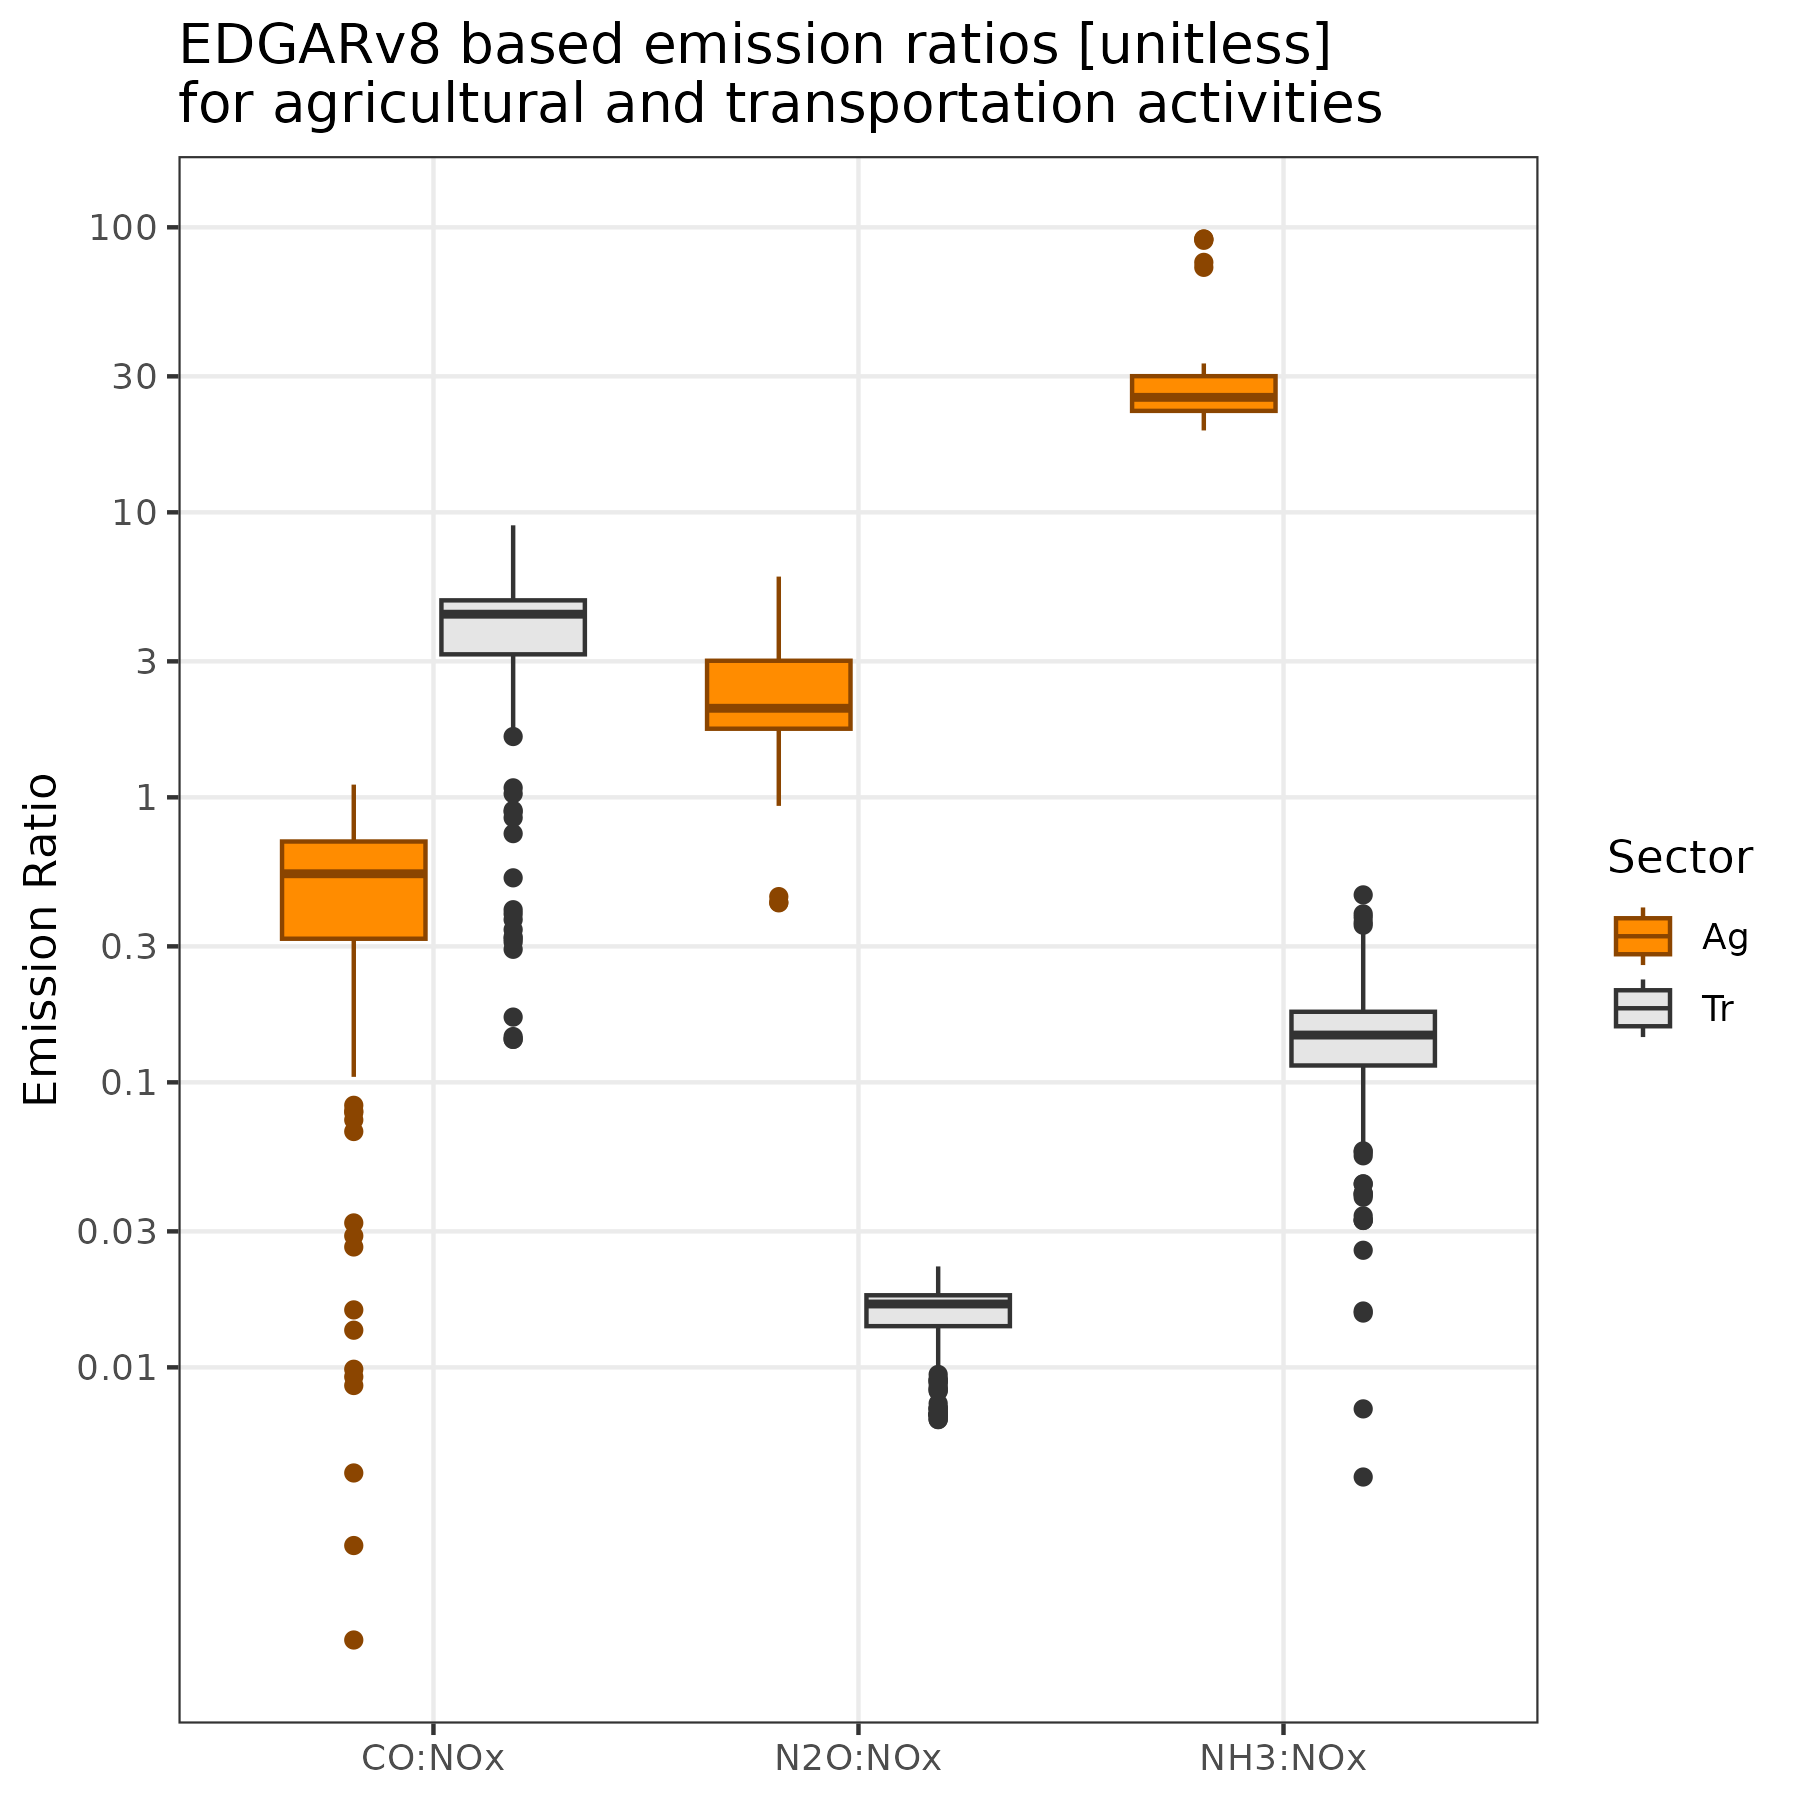 EDGARv8 based emission ratios [unitless]
for agricultural and transportation activities
Emission Ratio
100
30
10
3
1
0.3
0.1
0.03
0.01
CO:NOx
N2O:NOx
NH3:NOx
Sector
Ag
Tr